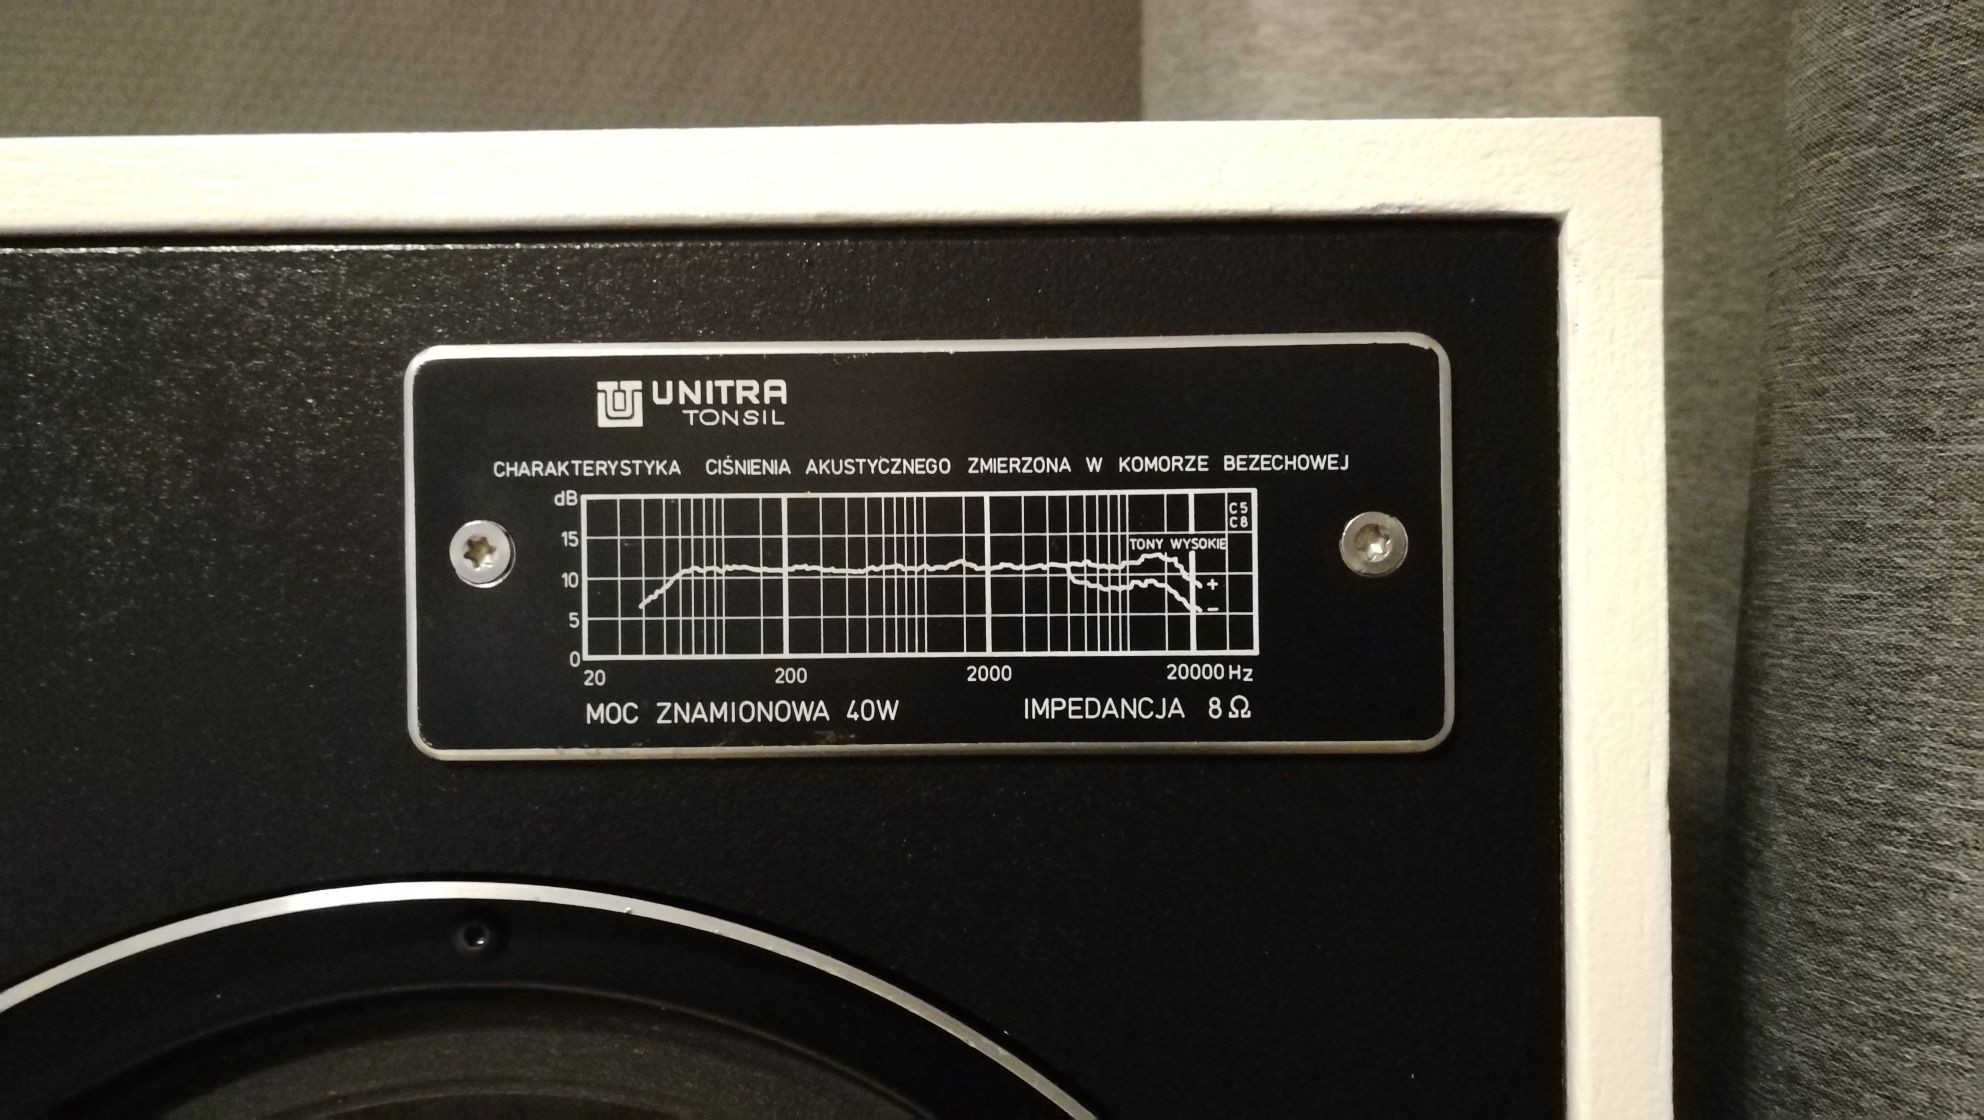 UNITRA
TONSIL
CHARAKTERYSTYKA CIŚNIENIA AKUSTYCZNEGO ZMIERZONA W KOMORZE BEZECHOWEJ
dB
C5
C8
15
TONY WYSOKIE
10
+
5
−
0
20 200 2000 20000 Hz
MOC ZNAMIONOWA 40W IMPEDANCJA 8 Ω